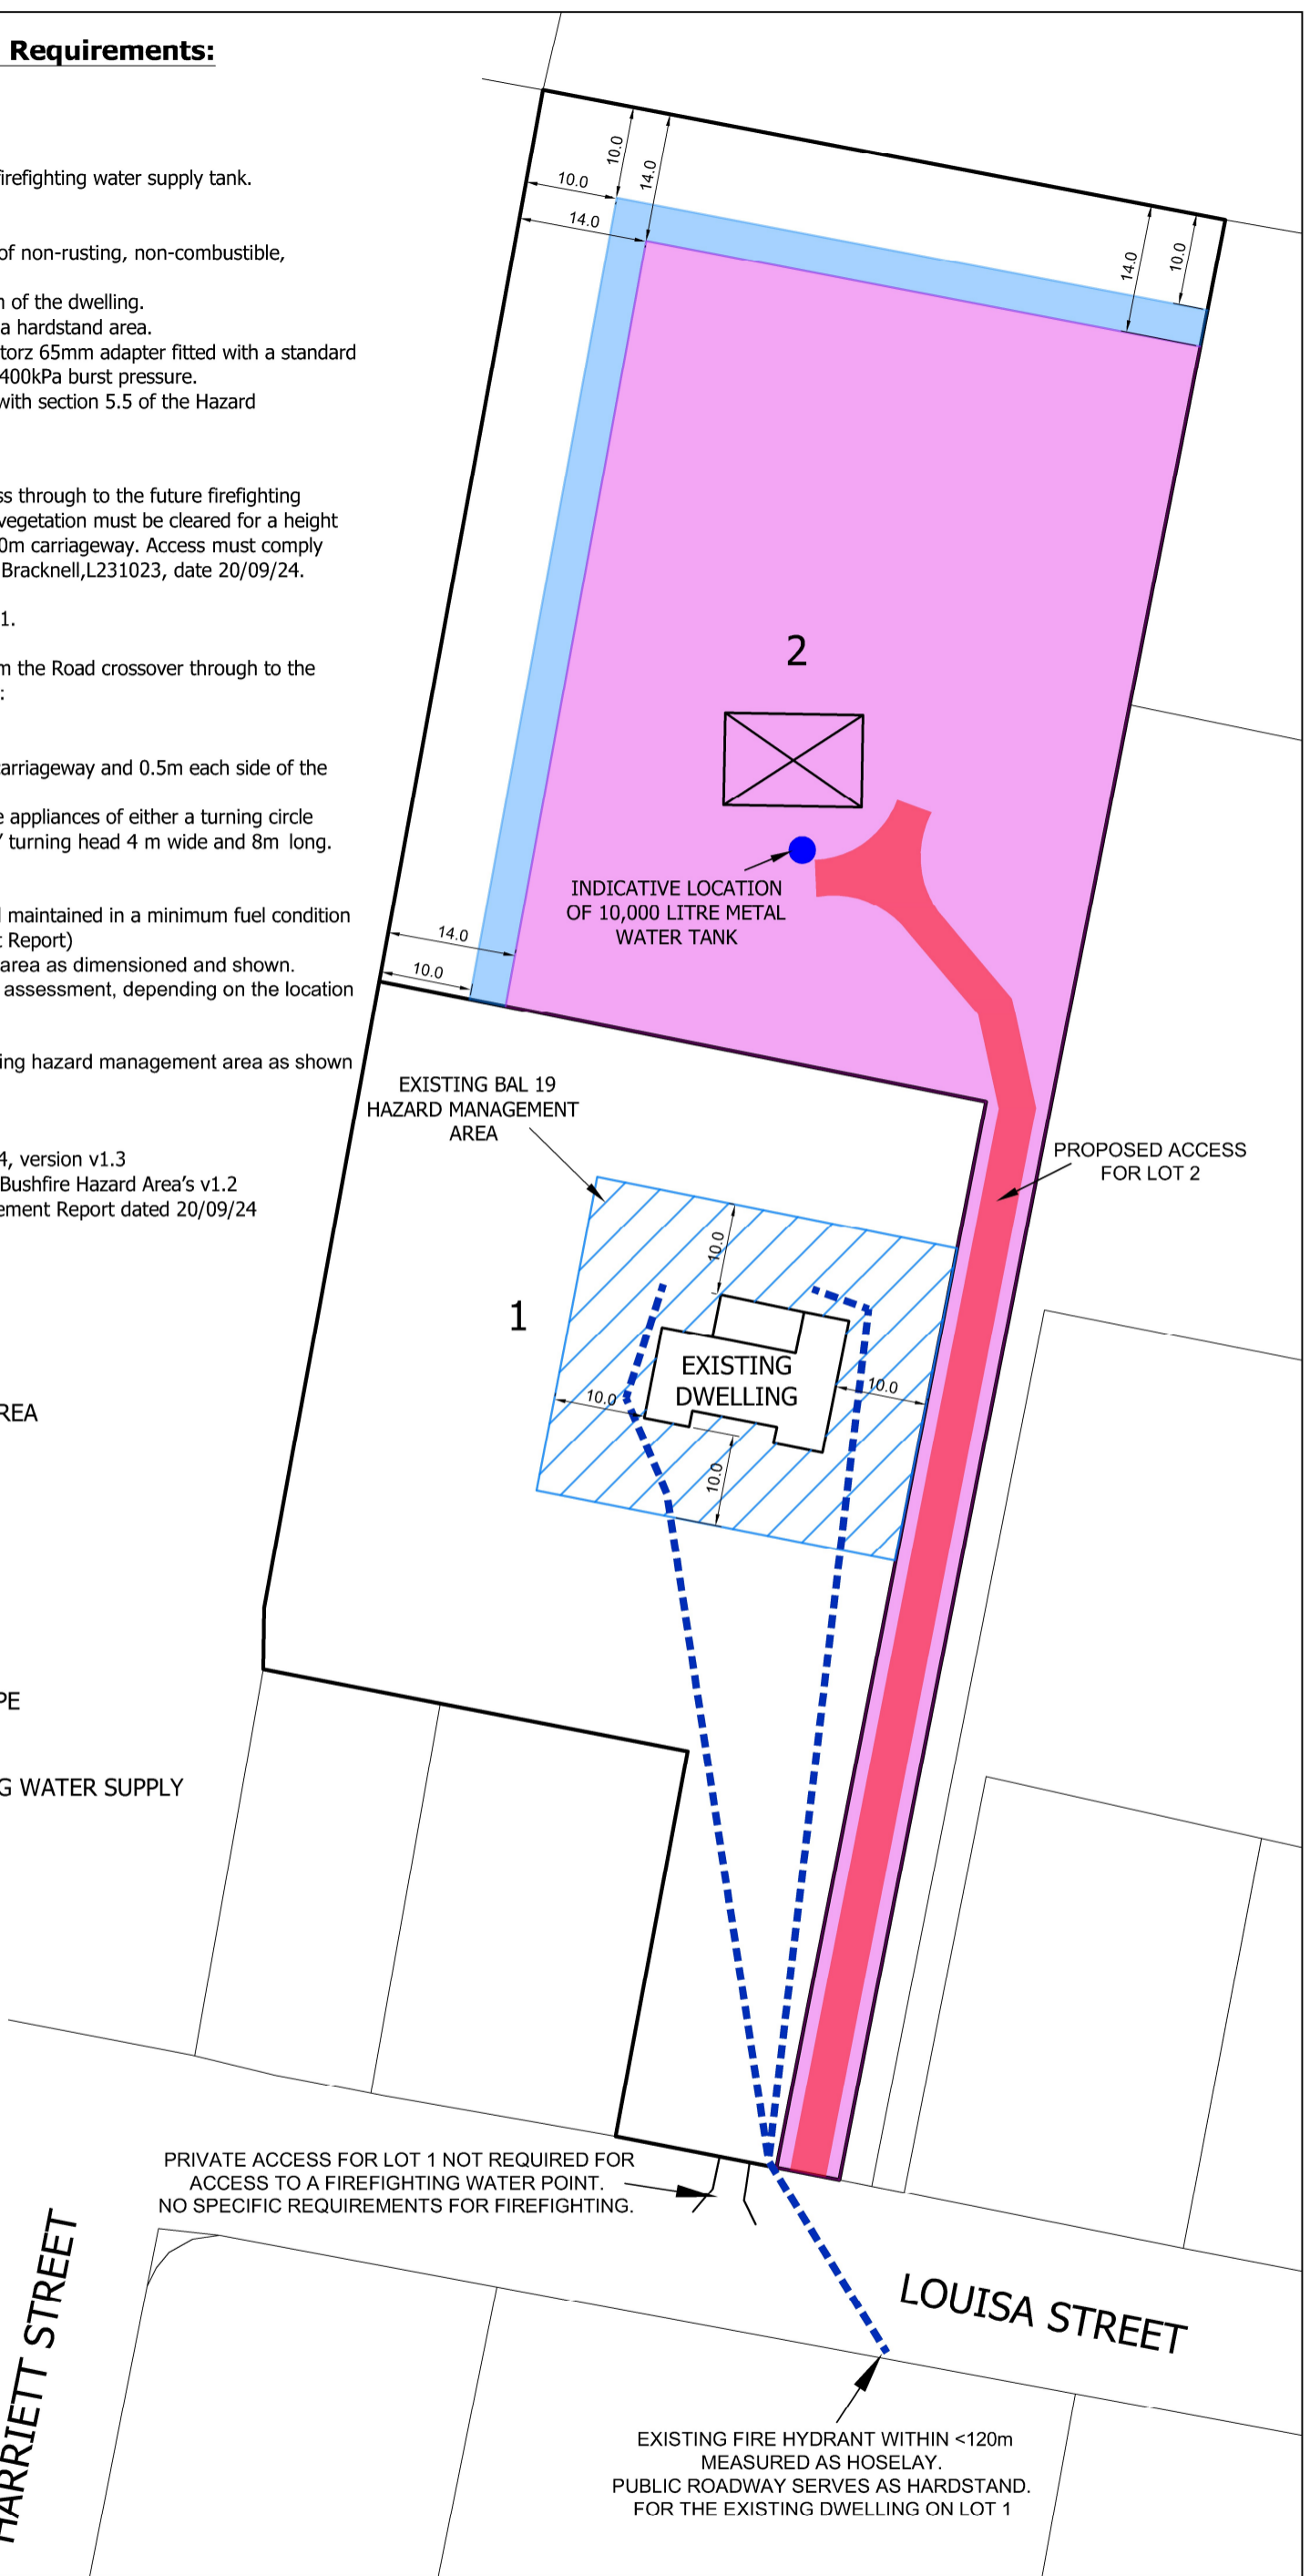 Requirements:
firefighting water supply tank.
of non-rusting, non-combustible,
of the dwelling.
a hardstand area.
torz 65mm adapter fitted with a standard
400kPa burst pressure.
with section 5.5 of the Hazard
ss through to the future firefighting
vegetation must be cleared for a height
0m carriageway. Access must comply
Bracknell,L231023, date 20/09/24.
1.
m the Road crossover through to the
:
carriageway and 0.5m each side of the
e appliances of either a turning circle
turning head 4 m wide and 8m long.
maintained in a minimum fuel condition
t Report)
area as dimensioned and shown.
assessment, depending on the location
ing hazard management area as shown
4, version v1.3
Bushfire Hazard Area's v1.2
ement Report dated 20/09/24
REA
PE
G WATER SUPPLY
10.0
14.0
10.0
14.0
14.0
10.0
2
INDICATIVE LOCATION
OF 10,000 LITRE METAL
WATER TANK
14.0
10.0
EXISTING BAL 19
HAZARD MANAGEMENT
AREA
PROPOSED ACCESS
FOR LOT 2
10.0
1
EXISTING
DWELLING
10.0
10.0
10.0
PRIVATE ACCESS FOR LOT 1 NOT REQUIRED FOR
ACCESS TO A FIREFIGHTING WATER POINT.
NO SPECIFIC REQUIREMENTS FOR FIREFIGHTING.
HARRIETT STREET
LOUISA STREET
EXISTING FIRE HYDRANT WITHIN <120m
MEASURED AS HOSELAY.
PUBLIC ROADWAY SERVES AS HARDSTAND.
FOR THE EXISTING DWELLING ON LOT 1